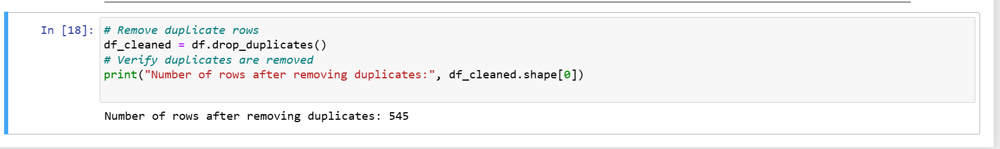 In [18]: # Remove duplicate rows
df_cleaned = df.drop_duplicates()
# Verify duplicates are removed
print("Number of rows after removing duplicates:", df_cleaned.shape[0])
Number of rows after removing duplicates: 545